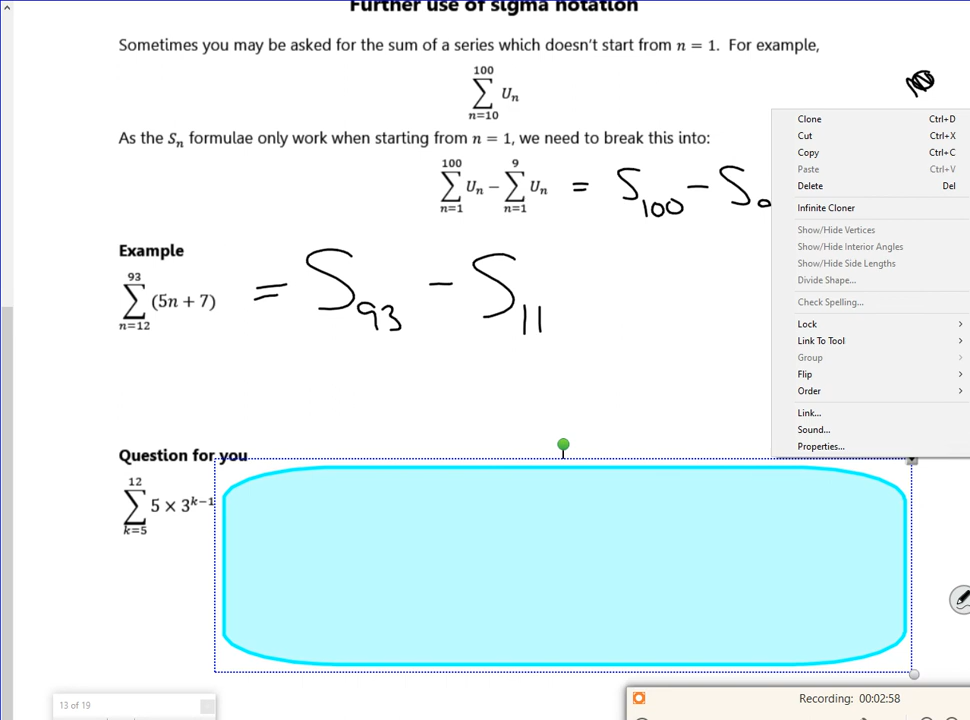 Further use of sigma notation
Sometimes you may be asked for the sum of a series which doesn't start from n = 1. For example,
100
∑ Uₙ
n=10
As the Sₙ formulae only work when starting from n = 1, we need to break this into:
100 9
∑ Uₙ − ∑ Uₙ = S₁₀₀ − S
n=1 n=1
Example
93
∑ (5n + 7) = S₉₃ − S₁₁
n=12
Question for you
12
∑ 5 × 3ᵏ⁻¹
k=5
Clone Ctrl+D
Cut Ctrl+X
Copy Ctrl+C
Paste Ctrl+V
Delete Del
Infinite Cloner
Show/Hide Vertices
Show/Hide Interior Angles
Show/Hide Side Lengths
Divide Shape...
Check Spelling...
Lock
Link To Tool
Group
Flip
Order
Link...
Sound...
Properties...
13 of 19
Recording: 00:02:58